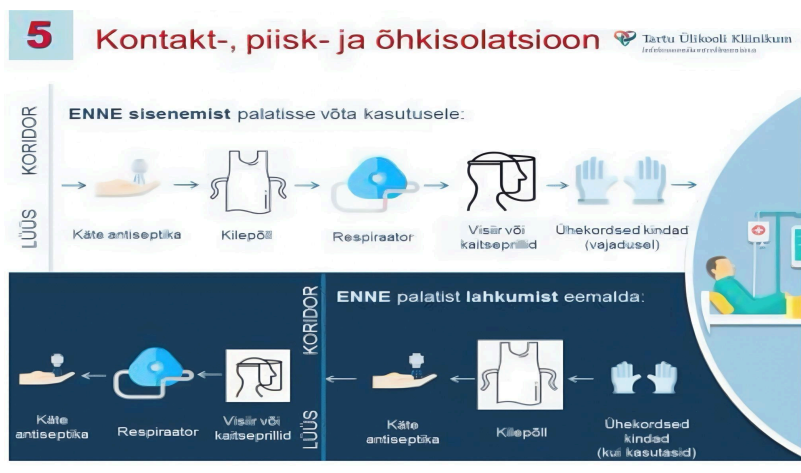 5
Kontakt-, piisk- ja õhkisolatsioon
Tartu Ülikooli Kliinikum
KORIDOR
LÜÜS
ENNE sisenemist palatisse võta kasutusele:
Käte antiseptika
Kilepõll
Respiraator
Visiir või
kaitseprillid
Ühekordsed kindad
(vajadusel)
KORIDOR
LÜÜS
ENNE palatist lahkumist eemalda:
Käte
antiseptika
Respiraator
Visiir või
kaitseprillid
Käte
antiseptika
Kilepõll
Ühekordsed
kindad
(kui kasutasid)